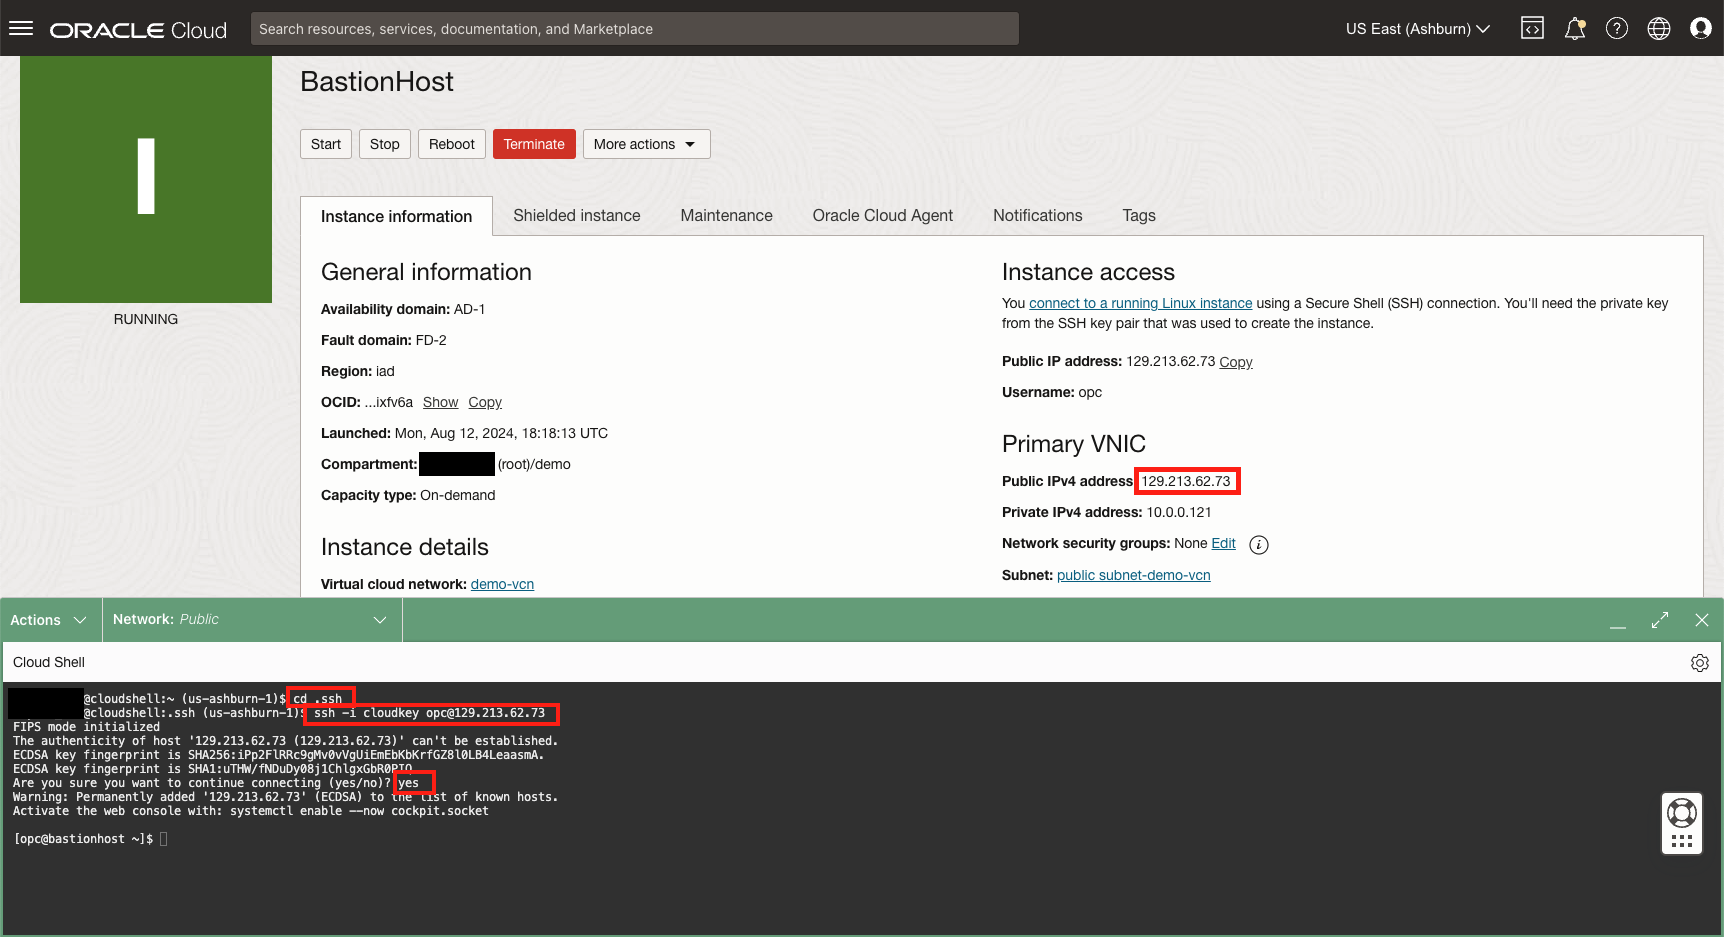 ORACLE Cloud
Search resources, services, documentation, and Marketplace
US East (Ashburn)
I
RUNNING
BastionHost
Start
Stop
Reboot
Terminate
More actions
Instance information
Shielded instance
Maintenance
Oracle Cloud Agent
Notifications
Tags
General information
Availability domain: AD-1
Fault domain: FD-2
Region: iad
OCID: ...ixfv6a Show Copy
Launched: Mon, Aug 12, 2024, 18:18:13 UTC
Compartment: (root)/demo
Capacity type: On-demand
Instance details
Virtual cloud network: demo-vcn
Instance access
You connect to a running Linux instance using a Secure Shell (SSH) connection. You'll need the private key
from the SSH key pair that was used to create the instance.
Public IP address: 129.213.62.73 Copy
Username: opc
Primary VNIC
Public IPv4 address 129.213.62.73
Private IPv4 address: 10.0.0.121
Network security groups: None Edit
Subnet: public subnet-demo-vcn
Actions
Network: Public
Cloud Shell
@cloudshell:~ (us-ashburn-1)$ cd .ssh
@cloudshell:.ssh (us-ashburn-1)$ ssh -i cloudkey opc@129.213.62.73
FIPS mode initialized
The authenticity of host '129.213.62.73 (129.213.62.73)' can't be established.
ECDSA key fingerprint is SHA256:iPp2FlRRc9gMv0vVgUiEmEbKbKrfGZ8l0LB4LeaasmA.
ECDSA key fingerprint is
Are you sure you want to continue connecting (yes/no)? yes
Warning: Permanently added '129.213.62.73' (ECDSA) to the list of known hosts.
Activate the web console with: systemctl enable --now cockpit.socket
[opc@bastionhost ~]$